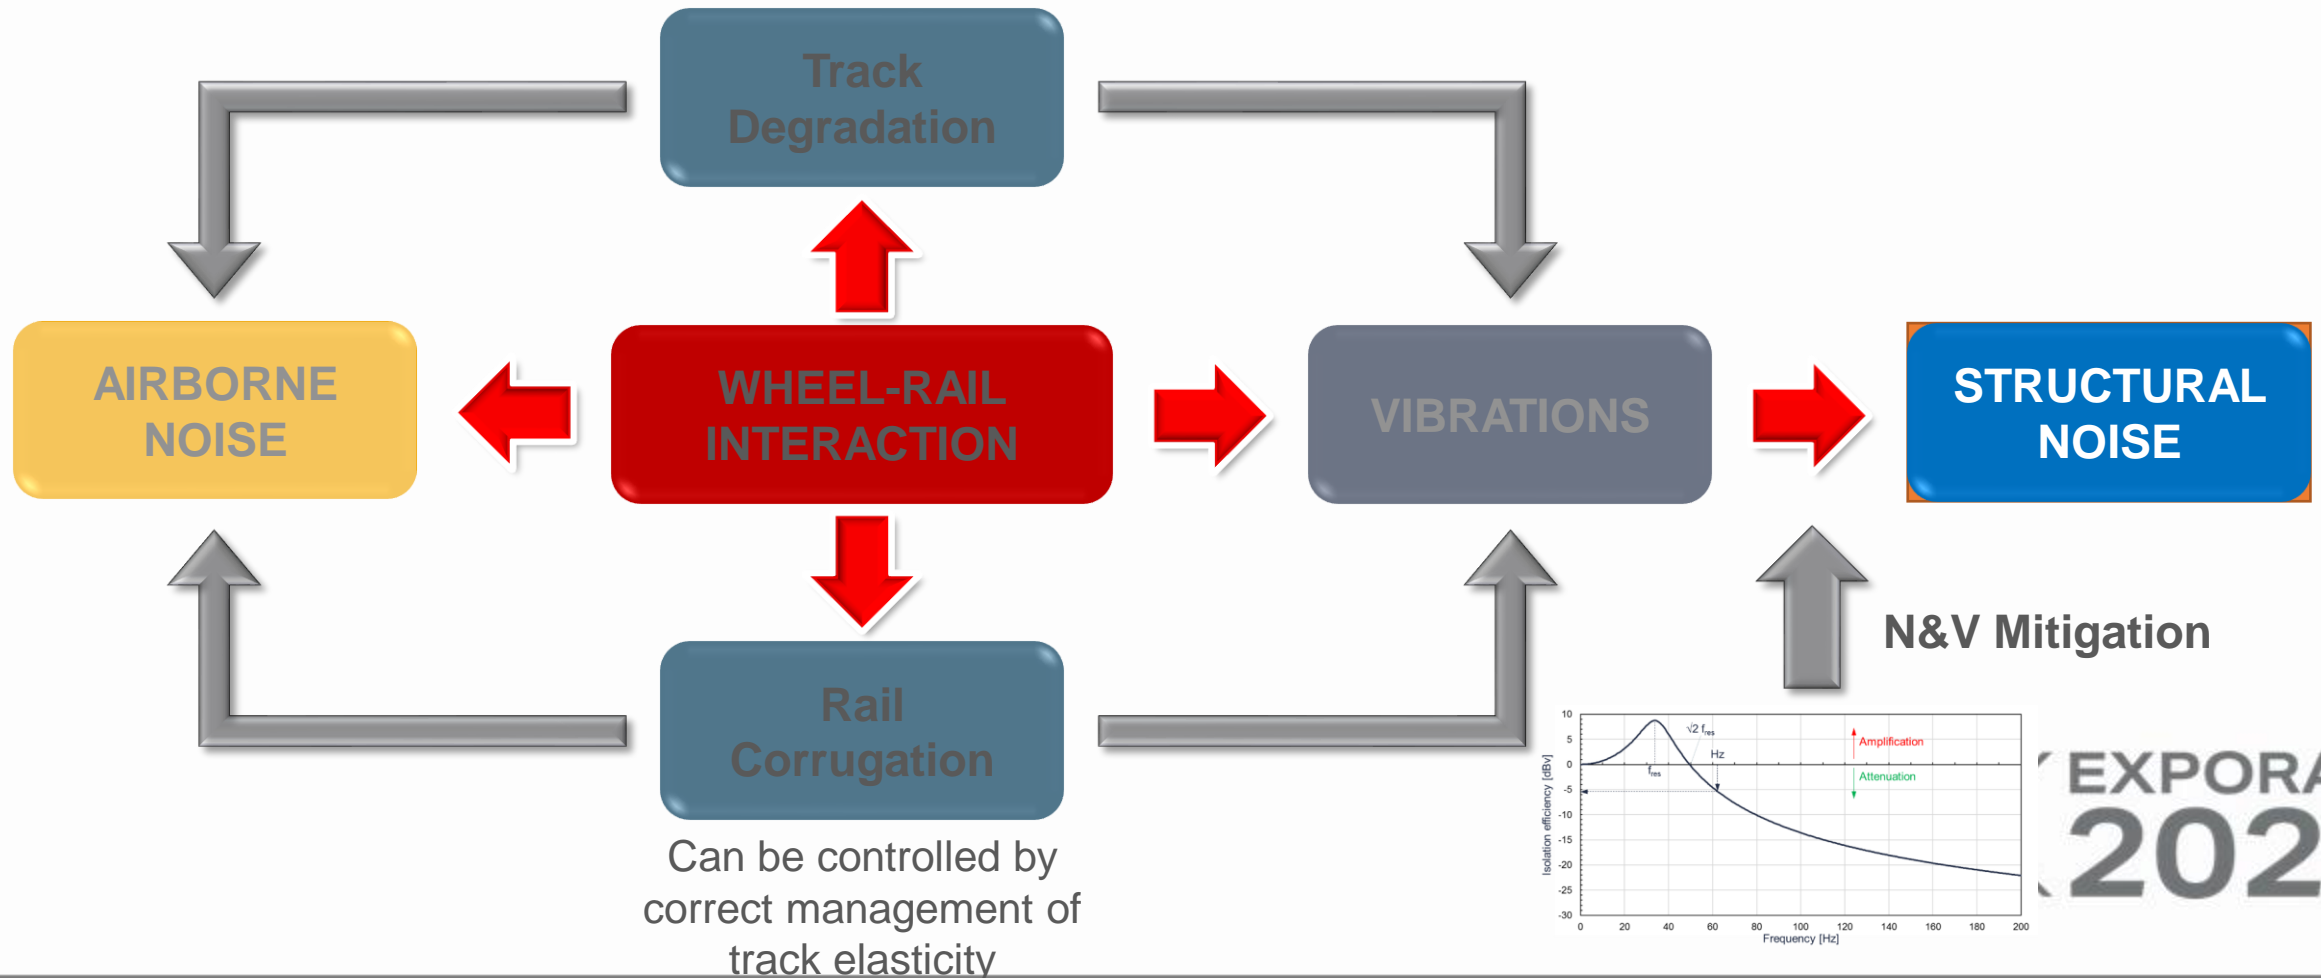 Track
Degradation
AIRBORNE
NOISE
WHEEL-RAIL
INTERACTION
VIBRATIONS
STRUCTURAL
NOISE
Rail
Corrugation
Can be controlled by
correct management of
track elasticity
N&V Mitigation
10
5
0
-5
-10
-15
-20
-25
-30
Isolation efficiency [dBv]
√2 fres
Hz
fres
Amplification
Attenuation
0 20 40 60 80 100 120 140 160 180 200
Frequency [Hz]
EXPORA
202